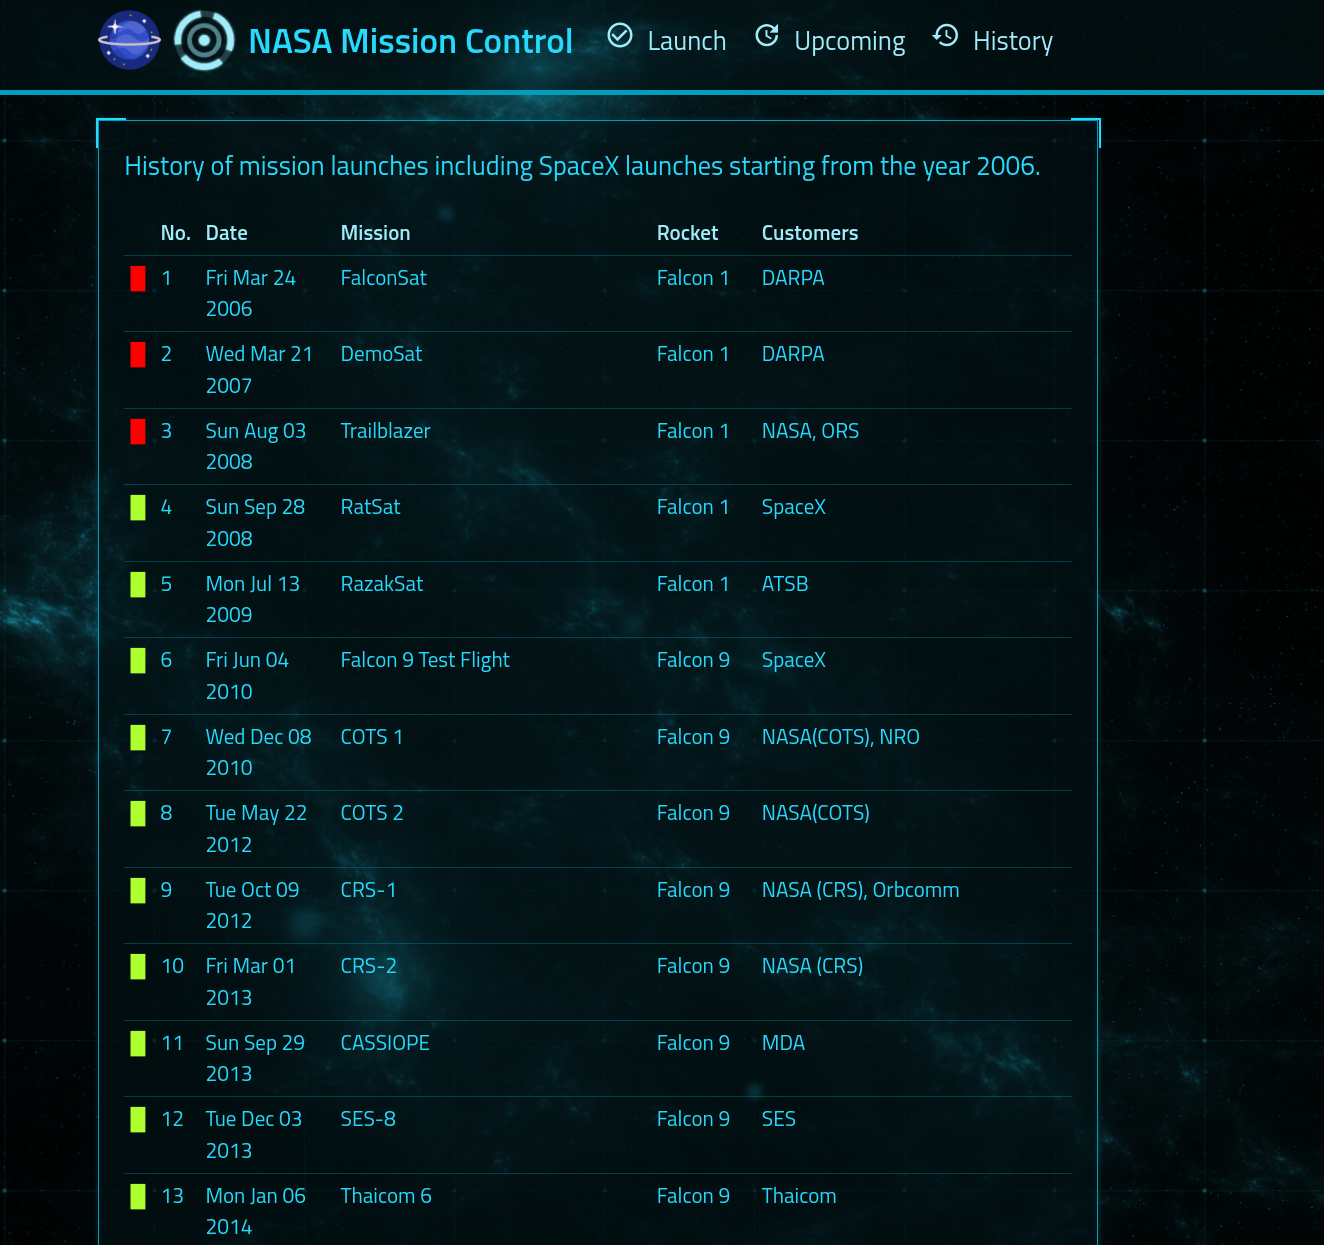 NASA Mission Control Launch Upcoming History
History of mission launches including SpaceX launches starting from the year 2006.
No. Date Mission Rocket Customers
1 Fri Mar 24 FalconSat Falcon 1 DARPA
2006
2 Wed Mar 21 DemoSat Falcon 1 DARPA
2007
3 Sun Aug 03 Trailblazer Falcon 1 NASA, ORS
2008
4 Sun Sep 28 RatSat Falcon 1 SpaceX
2008
5 Mon Jul 13 RazakSat Falcon 1 ATSB
2009
6 Fri Jun 04 Falcon 9 Test Flight Falcon 9 SpaceX
2010
7 Wed Dec 08 COTS 1 Falcon 9 NASA(COTS), NRO
2010
8 Tue May 22 COTS 2 Falcon 9 NASA(COTS)
2012
9 Tue Oct 09 CRS-1 Falcon 9 NASA (CRS), Orbcomm
2012
10 Fri Mar 01 CRS-2 Falcon 9 NASA (CRS)
2013
11 Sun Sep 29 CASSIOPE Falcon 9 MDA
2013
12 Tue Dec 03 SES-8 Falcon 9 SES
2013
13 Mon Jan 06 Thaicom 6 Falcon 9 Thaicom
2014